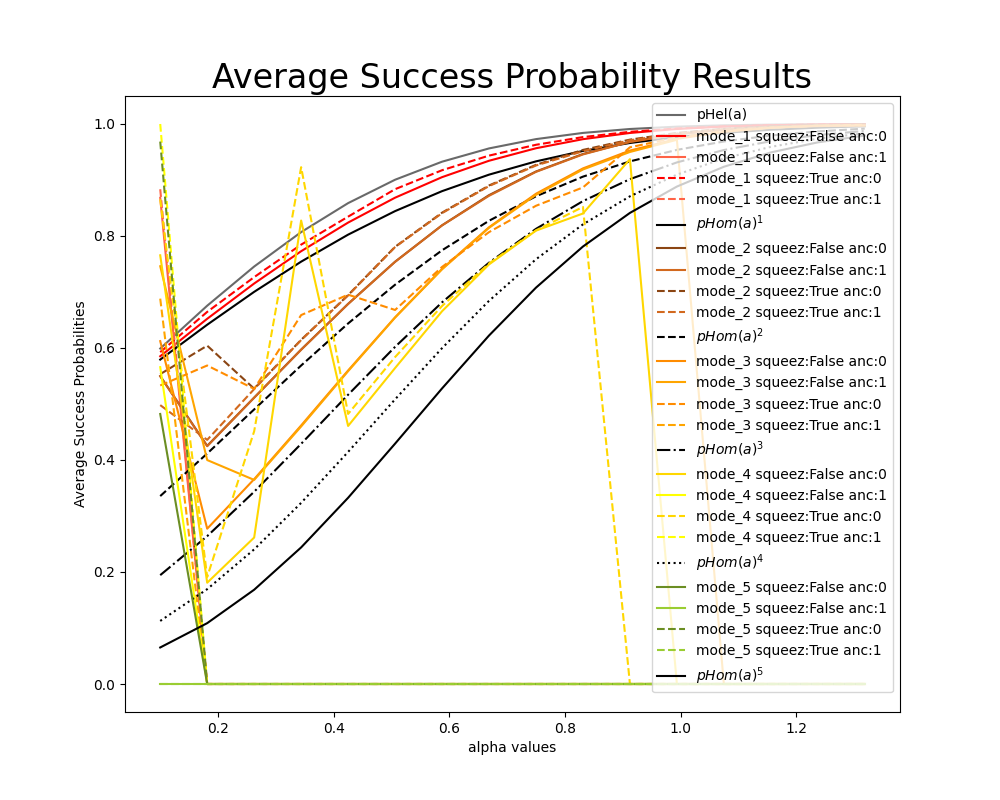 Average Success Probability Results
Average Success Probabilities
1.0
0.8
0.6
0.4
0.2
0.0
0.2
0.4
0.6
0.8
1.0
1.2
alpha values
pHel(a)
mode_1 squeez:False anc:0
mode_1 squeez:False anc:1
mode_1 squeez:True anc:0
mode_1 squeez:True anc:1
pHom(a)^1
mode_2 squeez:False anc:0
mode_2 squeez:False anc:1
mode_2 squeez:True anc:0
mode_2 squeez:True anc:1
pHom(a)^2
mode_3 squeez:False anc:0
mode_3 squeez:False anc:1
mode_3 squeez:True anc:0
mode_3 squeez:True anc:1
pHom(a)^3
mode_4 squeez:False anc:0
mode_4 squeez:False anc:1
mode_4 squeez:True anc:0
mode_4 squeez:True anc:1
pHom(a)^4
mode_5 squeez:False anc:0
mode_5 squeez:False anc:1
mode_5 squeez:True anc:0
mode_5 squeez:True anc:1
pHom(a)^5